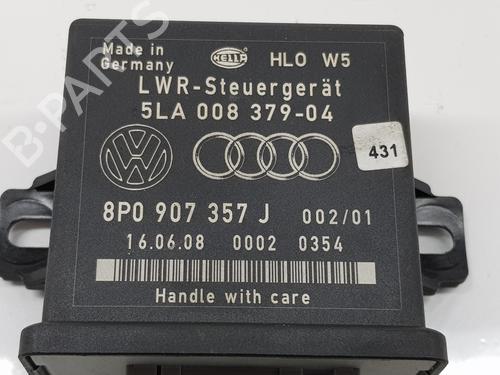 Made in
Germany
HELLA
HLO W5
LWR-Steuergerät
5LA 008 379-04
431
8P0 907 357 J 002/01
16.06.08 0002 0354
Handle with care
B-PARTS